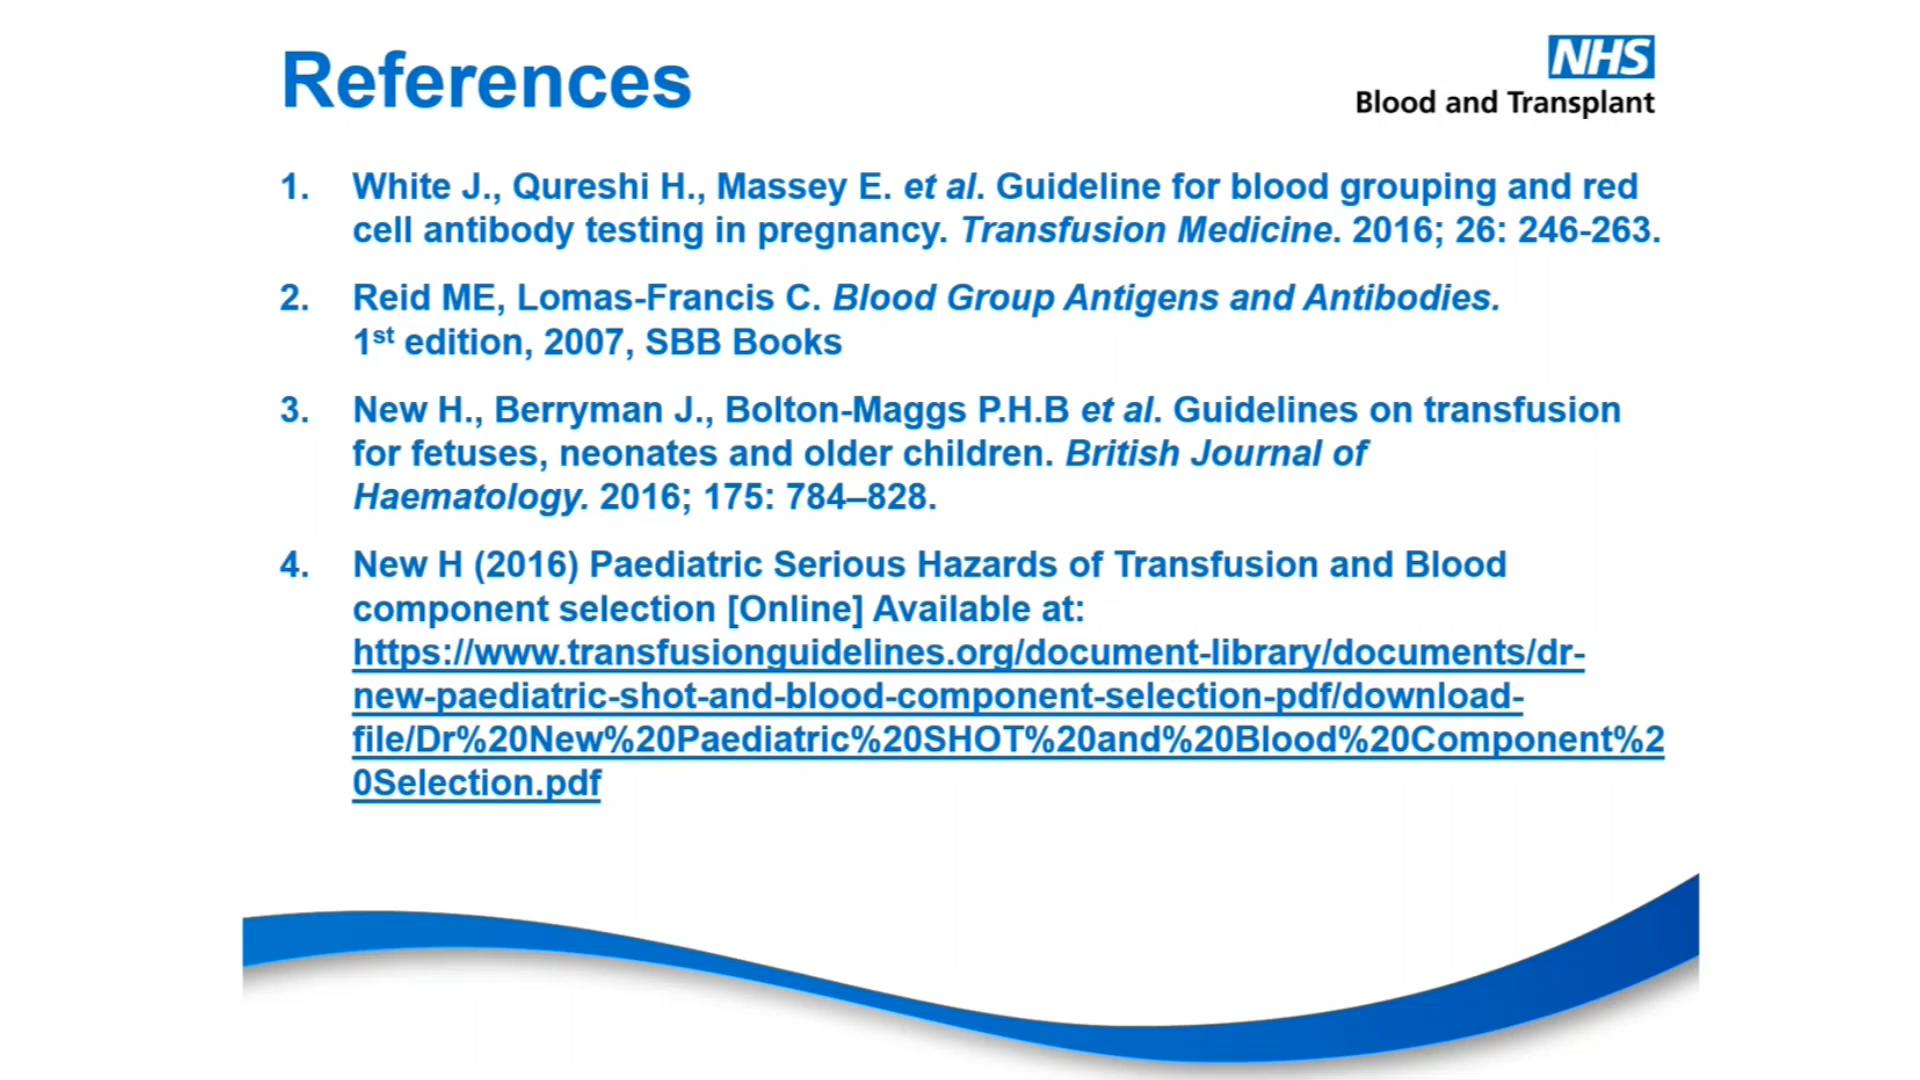 References
NHS
Blood and Transplant
1. White J., Qureshi H., Massey E. et al. Guideline for blood grouping and red
cell antibody testing in pregnancy. Transfusion Medicine. 2016; 26: 246-263.
2. Reid ME, Lomas-Francis C. Blood Group Antigens and Antibodies.
1st edition, 2007, SBB Books
3. New H., Berryman J., Bolton-Maggs P.H.B et al. Guidelines on transfusion
for fetuses, neonates and older children. British Journal of
Haematology. 2016; 175: 784–828.
4. New H (2016) Paediatric Serious Hazards of Transfusion and Blood
component selection [Online] Available at:
https://www.transfusionguidelines.org/document-library/documents/dr-
new-paediatric-shot-and-blood-component-selection-pdf/download-
file/Dr%20New%20Paediatric%20SHOT%20and%20Blood%20Component%2
0Selection.pdf